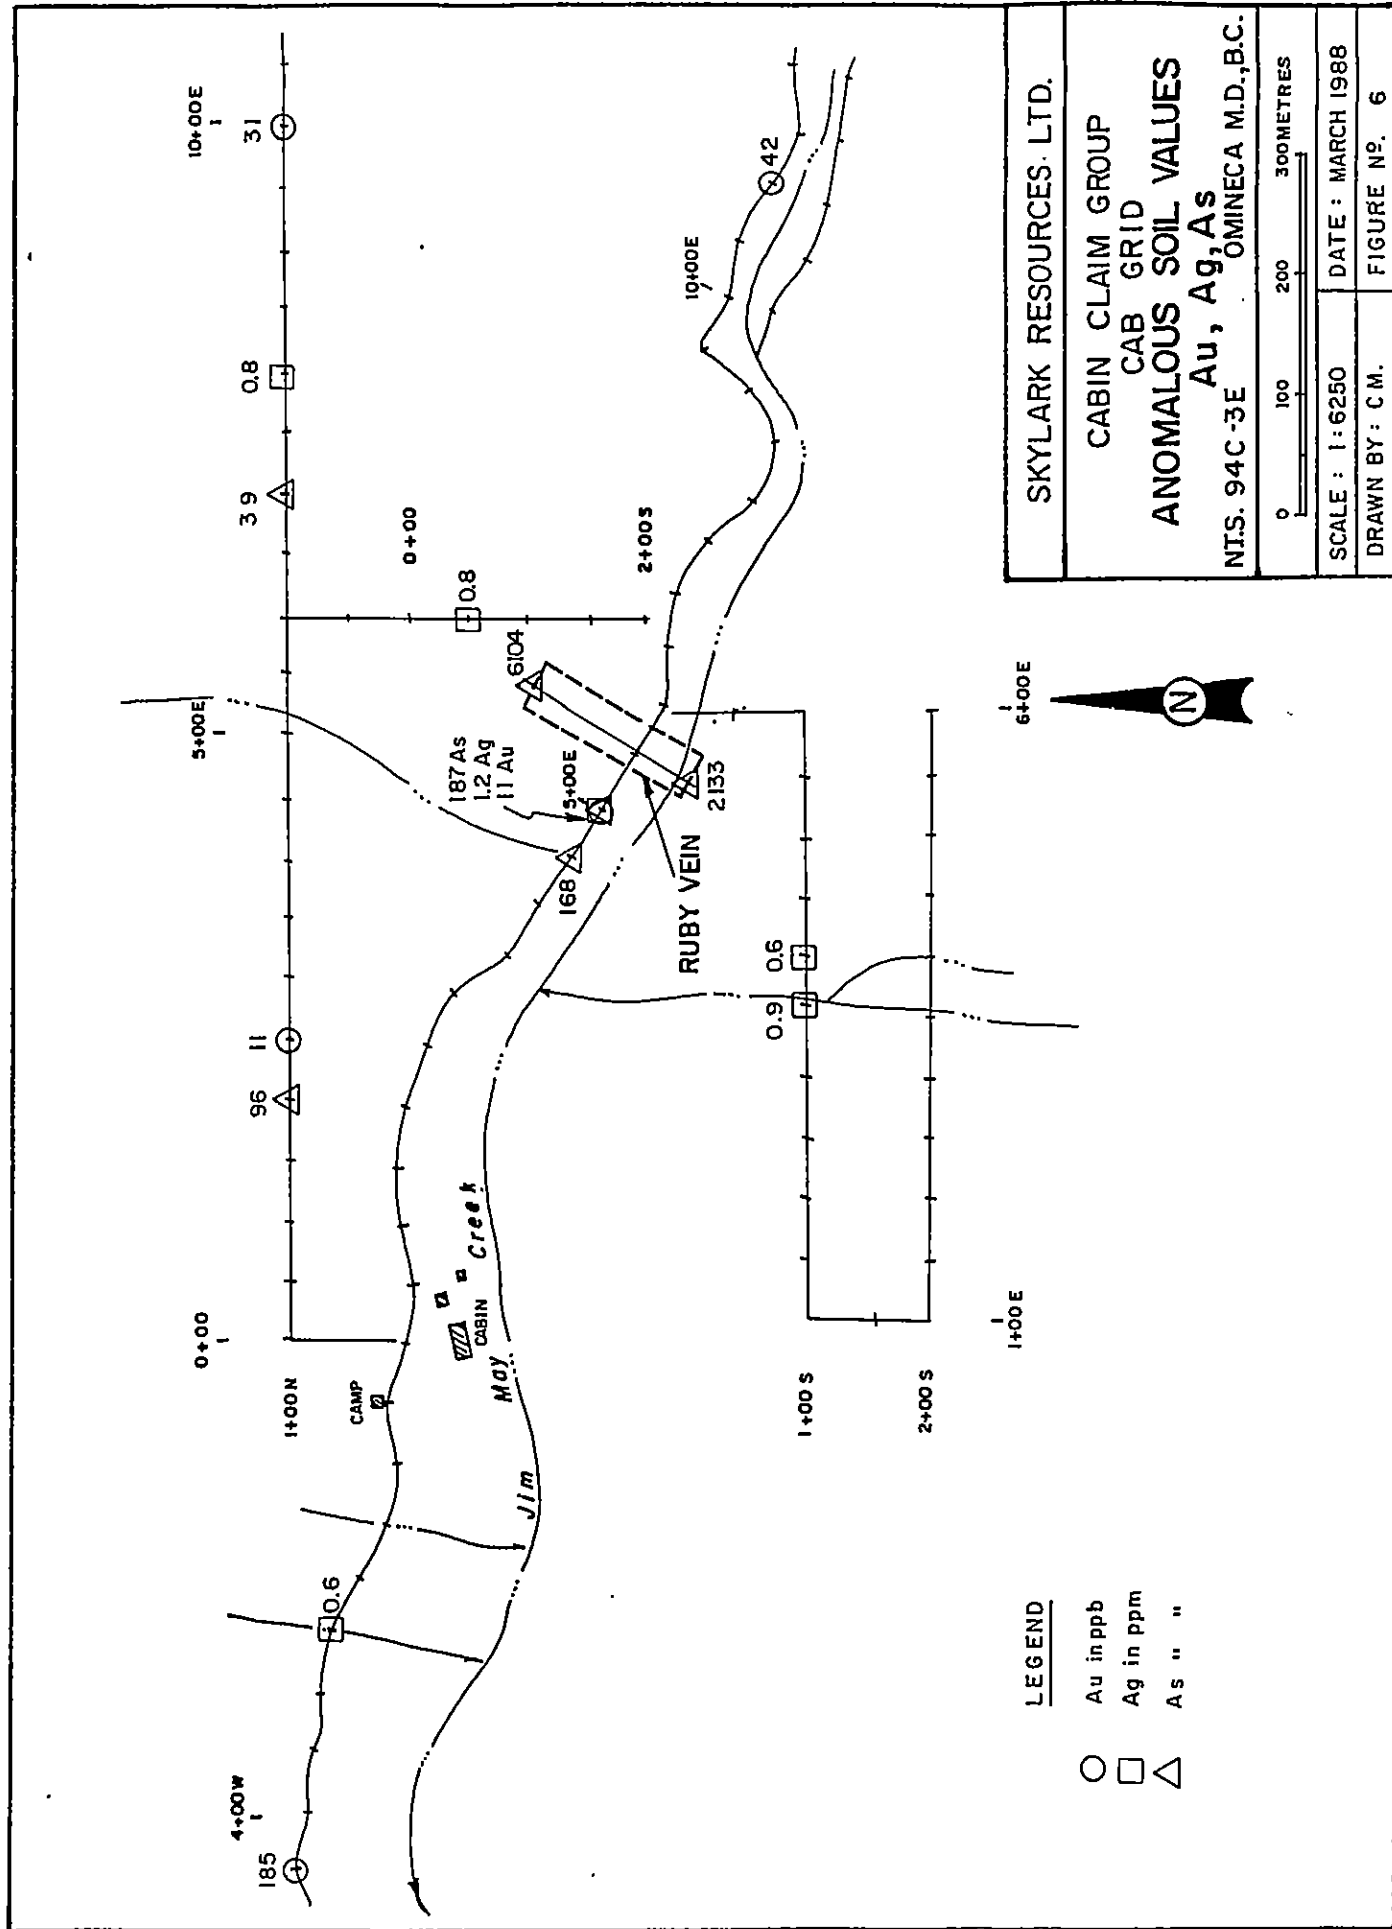 10+00E
31
0.8
39
5+00E
11
96
0+00
1+00N
4+00W
185
0.6
CAMP
CABIN
Jim May Creek
187 As
1.2 Ag
11 Au
5+00E
168
6104
2133
RUBY VEIN
0.8
0+00
2+00S
10+00E
42
0.6
0.9
1+00 S
2+00 S
1+00E
6+00E
N
LEGEND
Au in ppb
Ag in ppm
As " "
SKYLARK RESOURCES LTD.
CABIN CLAIM GROUP
CAB GRID
ANOMALOUS SOIL VALUES
Au, Ag, As
N.T.S. 94C-3E OMINECA M.D., B.C.
0 100 200 300 METRES
SCALE : 1:6250
DATE : MARCH 1988
DRAWN BY : C M.
FIGURE Nº. 6